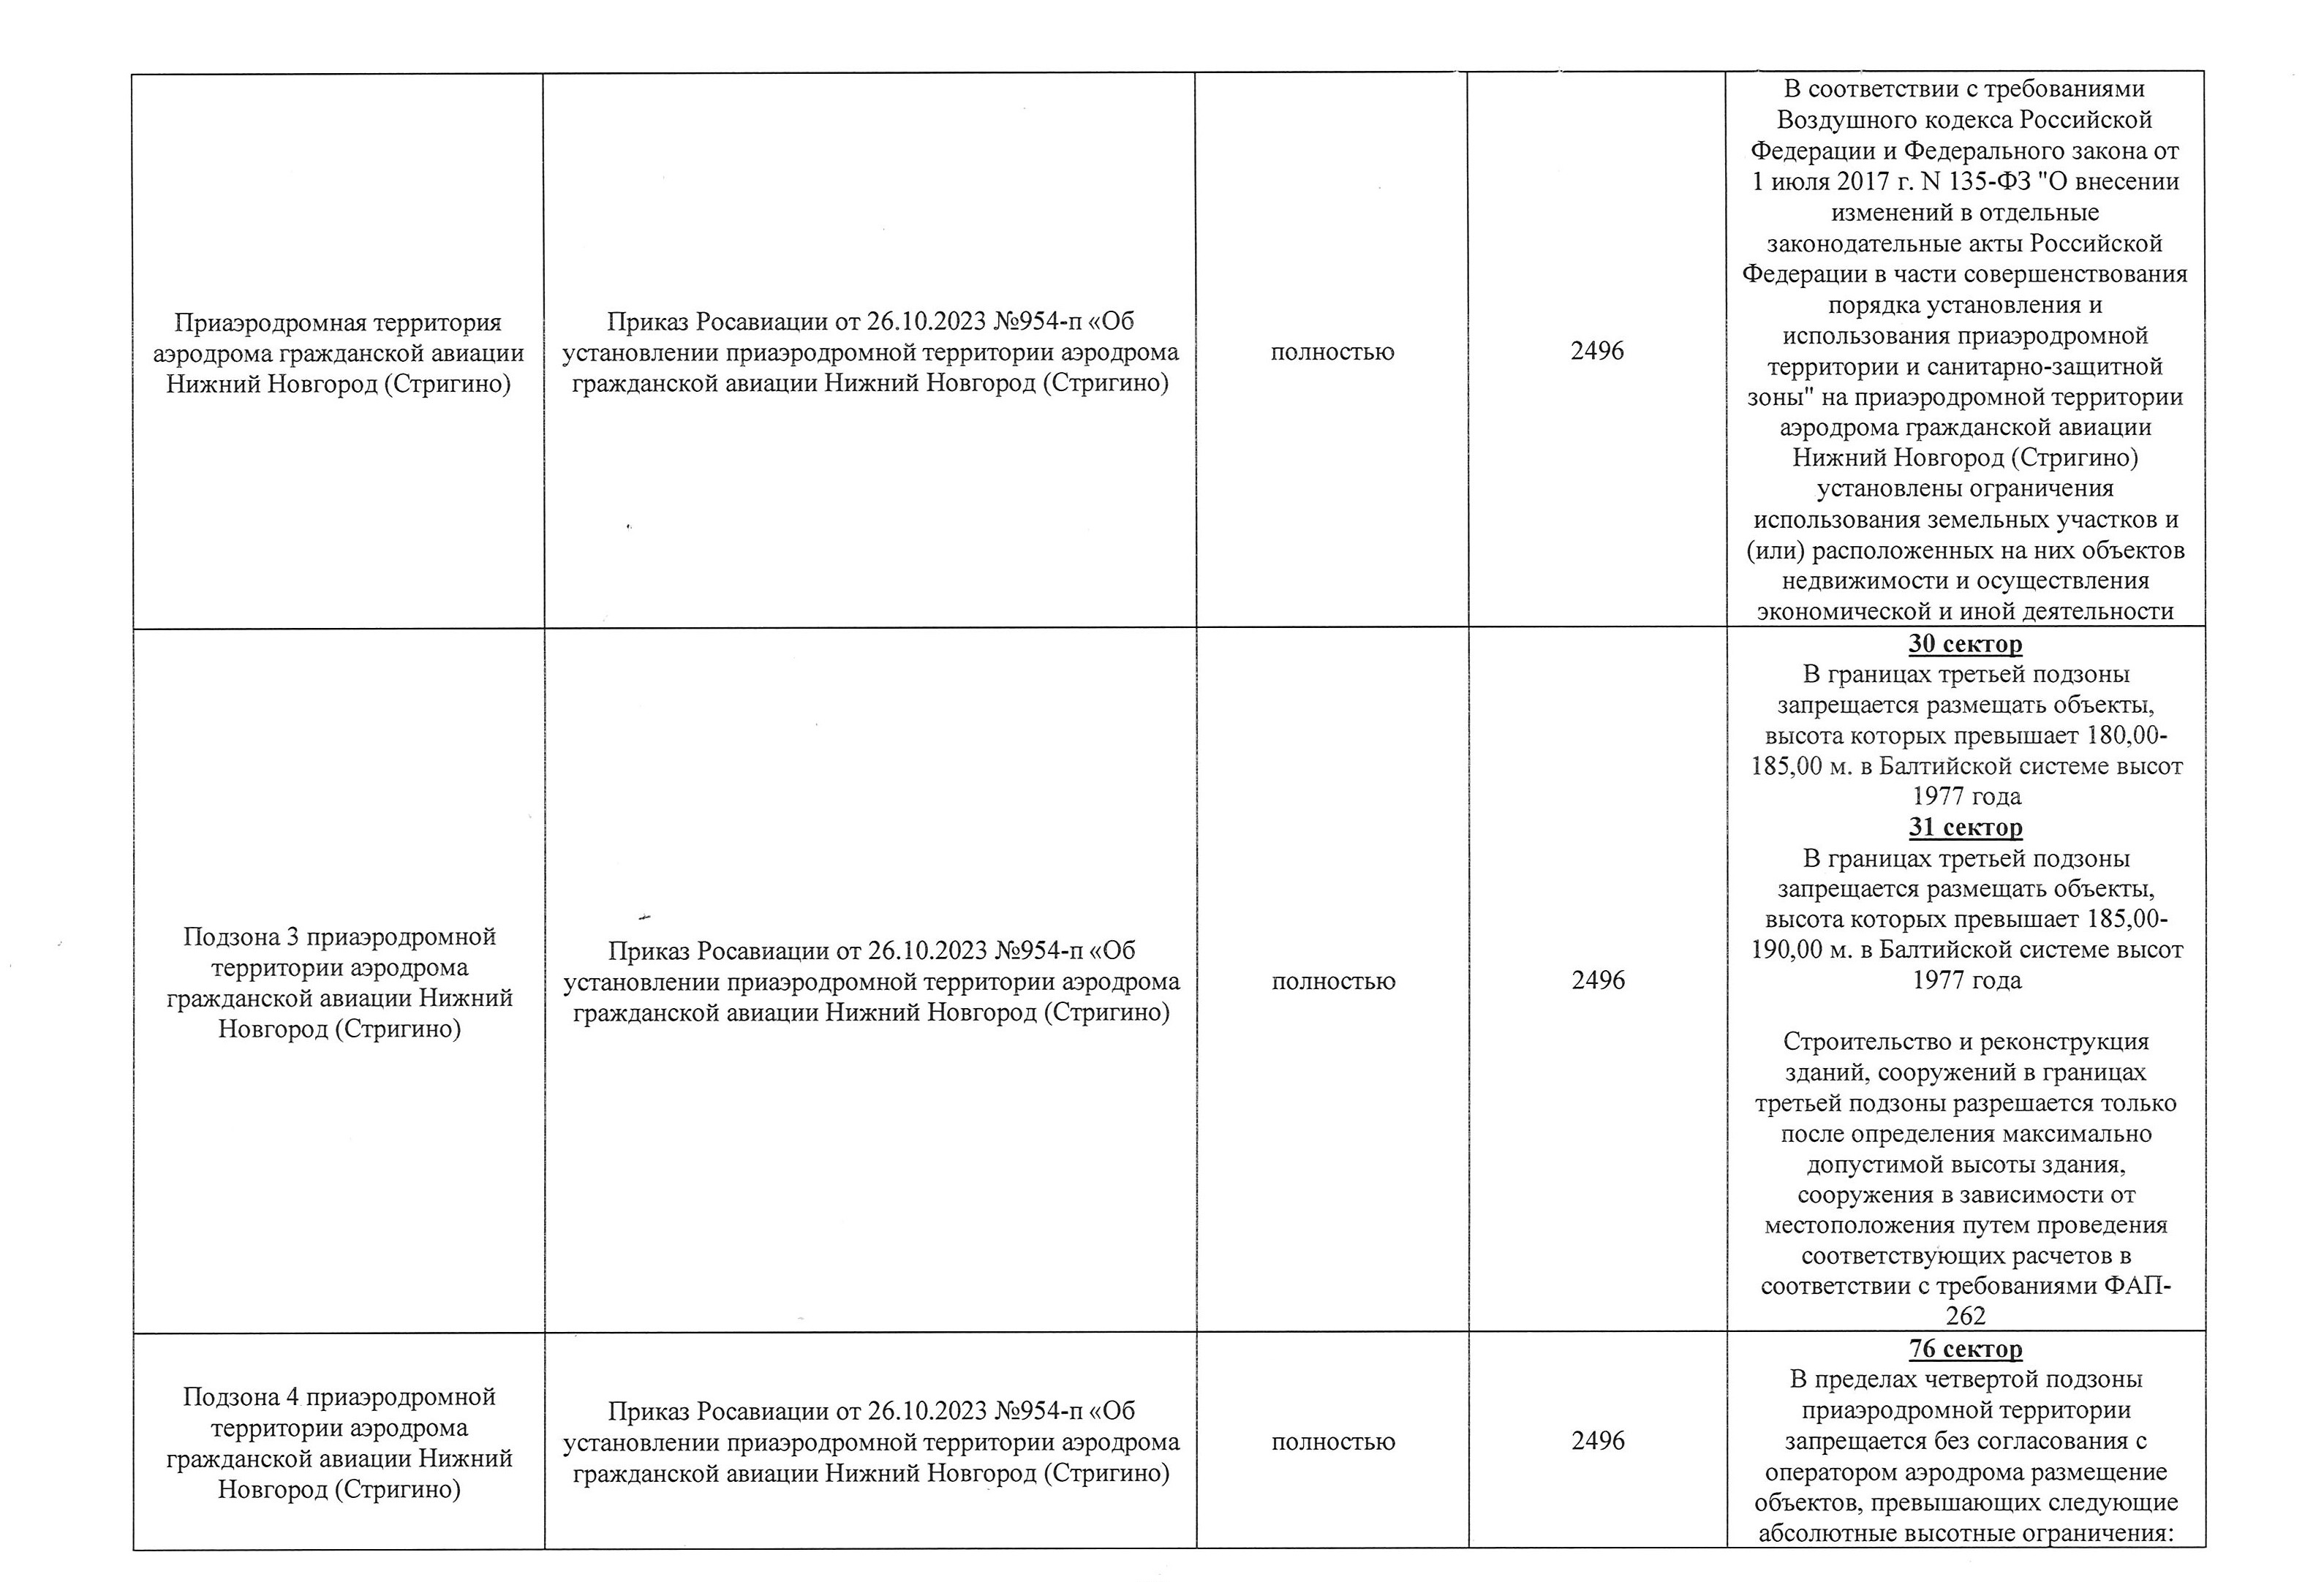 Приаэродромная территория
аэродрома гражданской авиации
Нижний Новгород (Стригино)
Приказ Росавиации от 26.10.2023 №954-п «Об
установлении приаэродромной территории аэродрома
гражданской авиации Нижний Новгород (Стригино)
полностью
2496
В соответствии с требованиями
Воздушного кодекса Российской
Федерации и Федерального закона от
1 июля 2017 г. N 135-ФЗ "О внесении
изменений в отдельные
законодательные акты Российской
Федерации в части совершенствования
порядка установления и
использования приаэродромной
территории и санитарно-защитной
зоны" на приаэродромной территории
аэродрома гражданской авиации
Нижний Новгород (Стригино)
установлены ограничения
использования земельных участков и
(или) расположенных на них объектов
недвижимости и осуществления
экономической и иной деятельности
Подзона 3 приаэродромной
территории аэродрома
гражданской авиации Нижний
Новгород (Стригино)
Приказ Росавиации от 26.10.2023 №954-п «Об
установлении приаэродромной территории аэродрома
гражданской авиации Нижний Новгород (Стригино)
полностью
2496
30 сектор
В границах третьей подзоны
запрещается размещать объекты,
высота которых превышает 180,00-
185,00 м. в Балтийской системе высот
1977 года
31 сектор
В границах третьей подзоны
запрещается размещать объекты,
высота которых превышает 185,00-
190,00 м. в Балтийской системе высот
1977 года
Строительство и реконструкция
зданий, сооружений в границах
третьей подзоны разрешается только
после определения максимально
допустимой высоты здания,
сооружения в зависимости от
местоположения путем проведения
соответствующих расчетов в
соответствии с требованиями ФАП-
262
Подзона 4 приаэродромной
территории аэродрома
гражданской авиации Нижний
Новгород (Стригино)
Приказ Росавиации от 26.10.2023 №954-п «Об
установлении приаэродромной территории аэродрома
гражданской авиации Нижний Новгород (Стригино)
полностью
2496
76 сектор
В пределах четвертой подзоны
приаэродромной территории
запрещается без согласования с
оператором аэродрома размещение
объектов, превышающих следующие
абсолютные высотные ограничения: